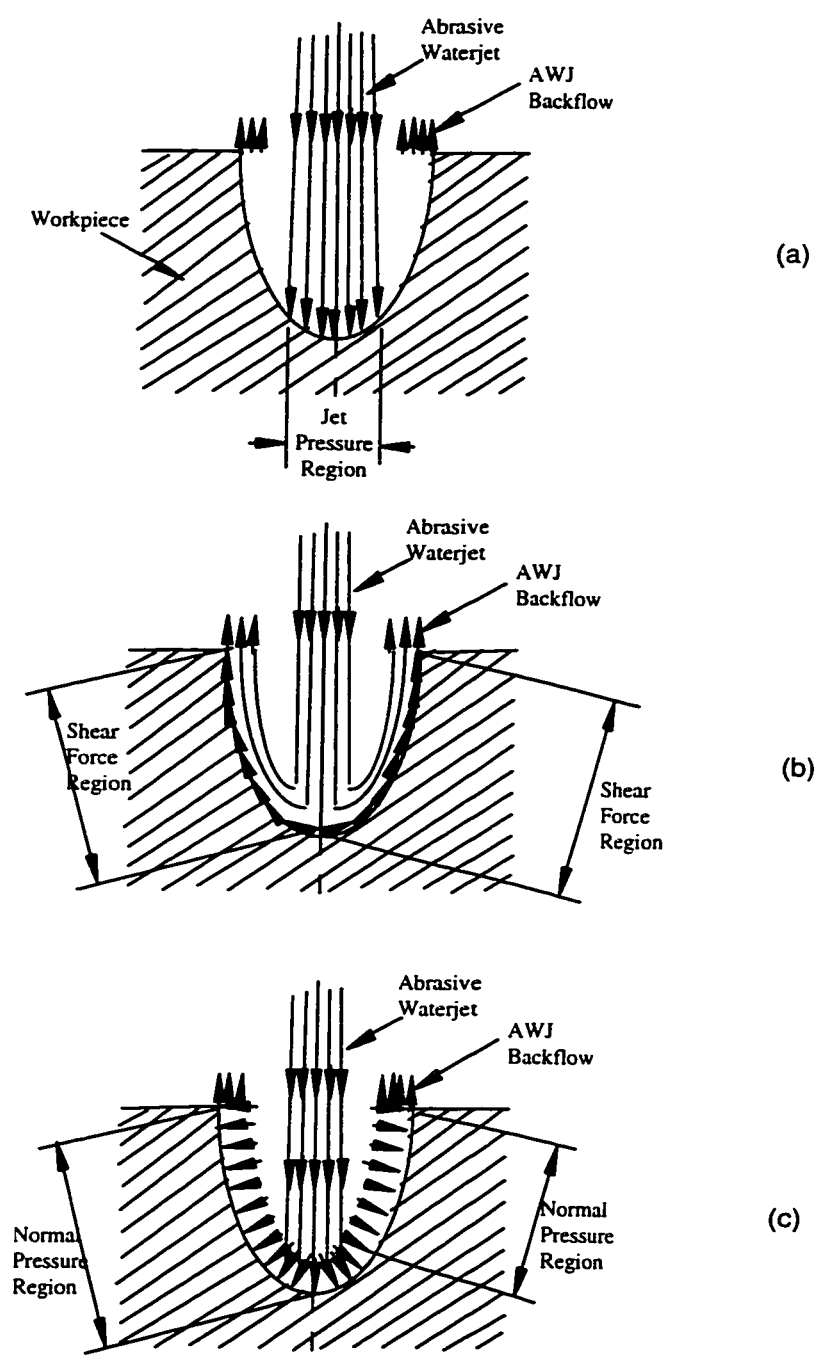 Abrasive
Waterjet
AWJ
Backflow
Workpiece
(a)
Jet
Pressure
Region
Abrasive
Waterjet
AWJ
Backflow
Shear
Force
Region
(b)
Shear
Force
Region
Abrasive
Waterjet
AWJ
Backflow
Normal
Pressure
Region
(c)
Normal
Pressure
Region